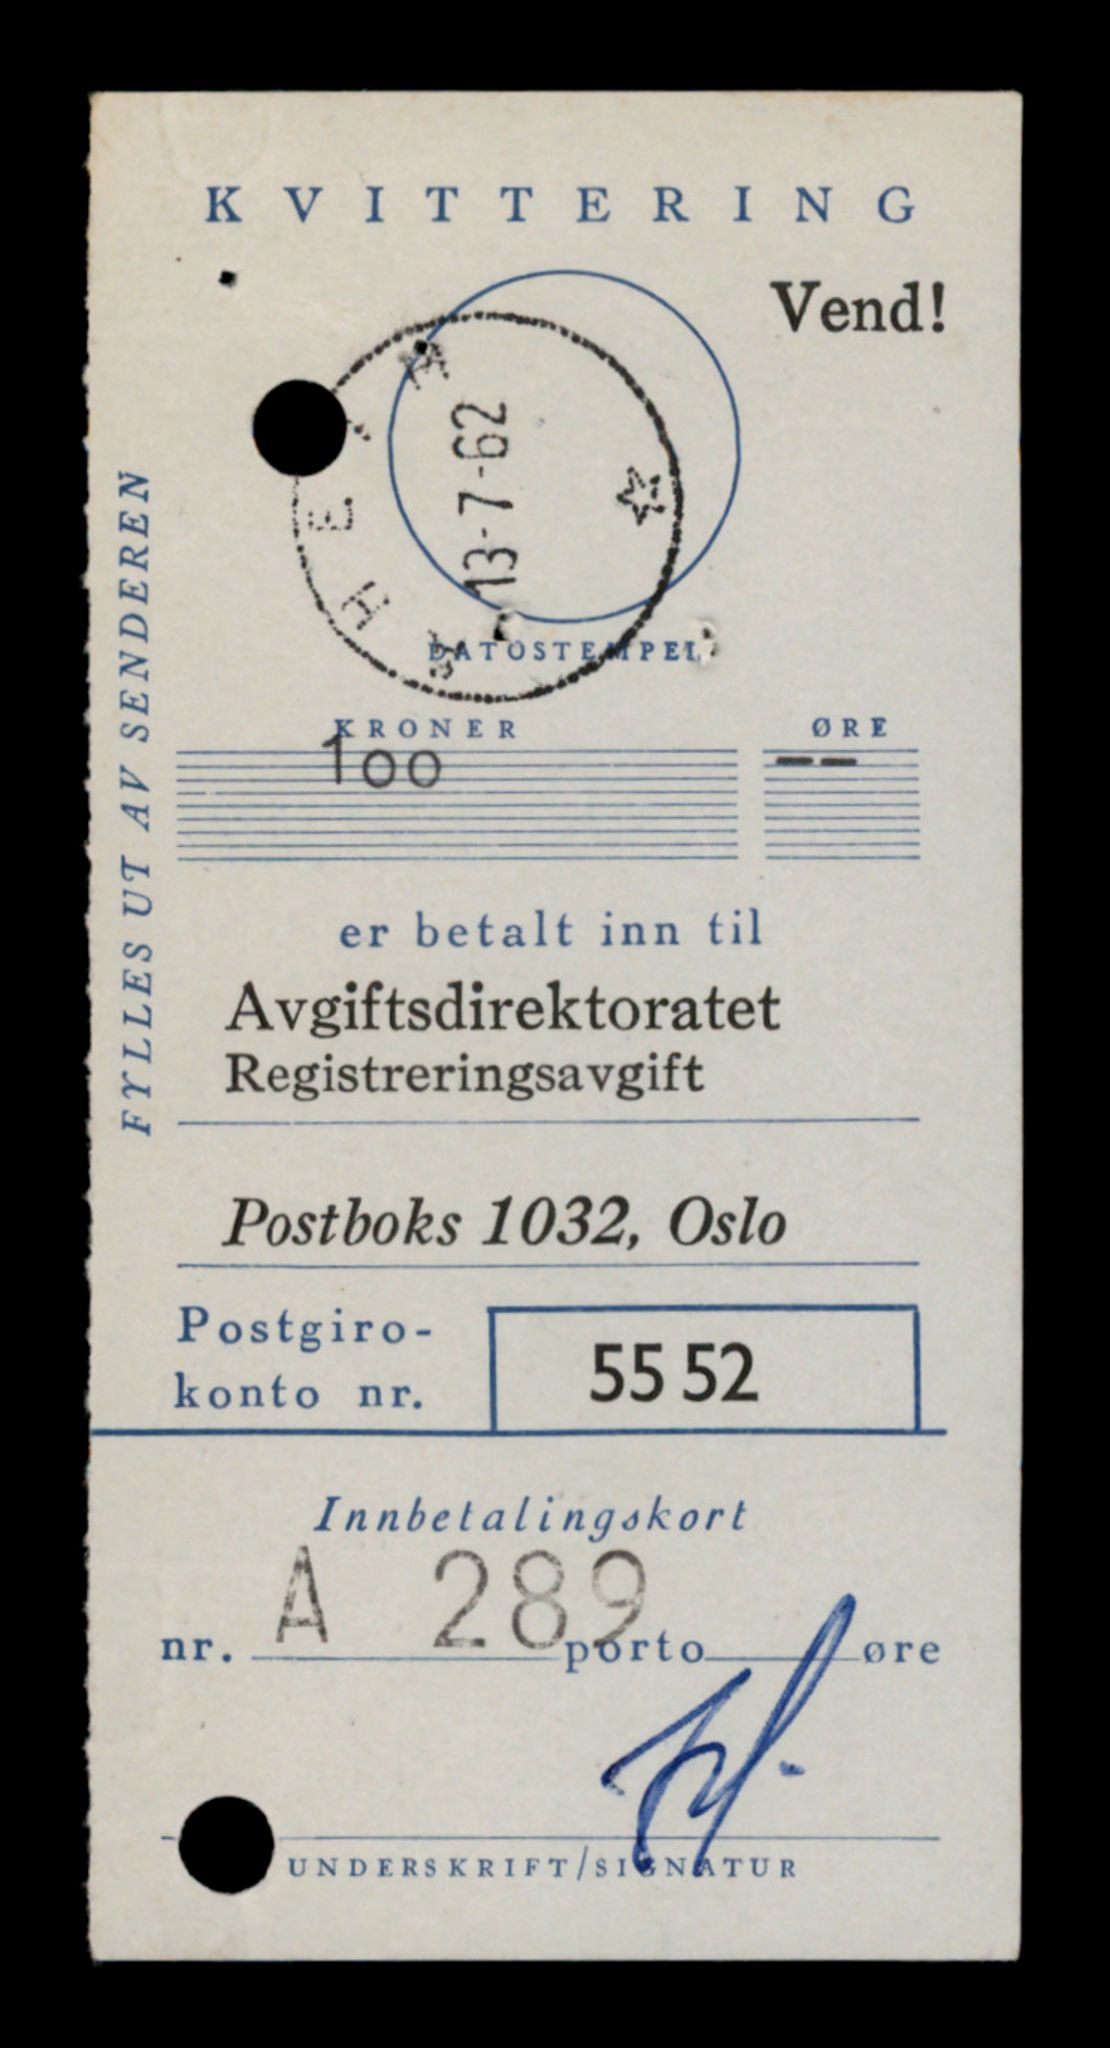 KVITTERING
Vend!
13-7-62
DATOSTEMPEL
FYLLES UT AV SENDEREN
KRONER ØRE
100 --
er betalt inn til
Avgiftsdirektoratet
Registreringsavgift
Postboks 1032, Oslo
Postgiro-
konto nr.
55 52
Innbetalingskort
nr. A 289 porto øre
UNDERSKRIFT/SIGNATUR